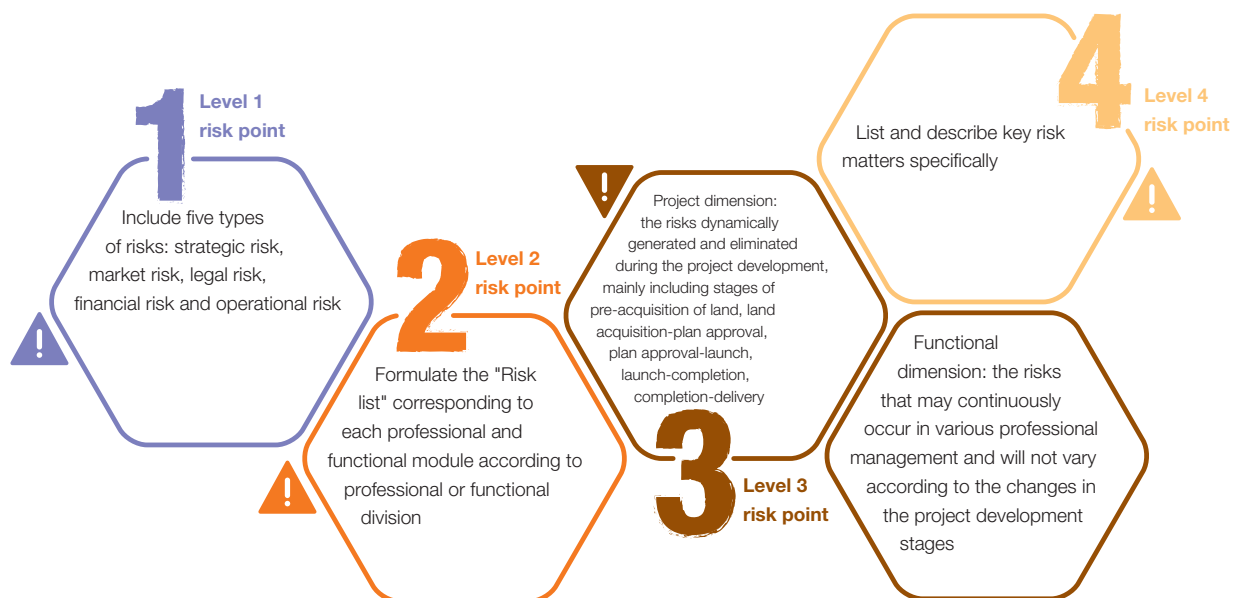 1
Level 1
risk point
Include five types
of risks: strategic risk,
market risk, legal risk,
financial risk and operational risk
2
Level 2
risk point
Formulate the "Risk
list" corresponding to
each professional and
functional module according to
professional or functional
division
Project dimension:
the risks dynamically
generated and eliminated
during the project development,
mainly including stages of
pre-acquisition of land, land
acquisition-plan approval,
plan approval-launch,
launch-completion,
completion-delivery
3
Level 3
risk point
Functional
dimension: the risks
that may continuously
occur in various professional
management and will not vary
according to the changes in
the project development
stages
4
Level 4
risk point
List and describe key risk
matters specifically